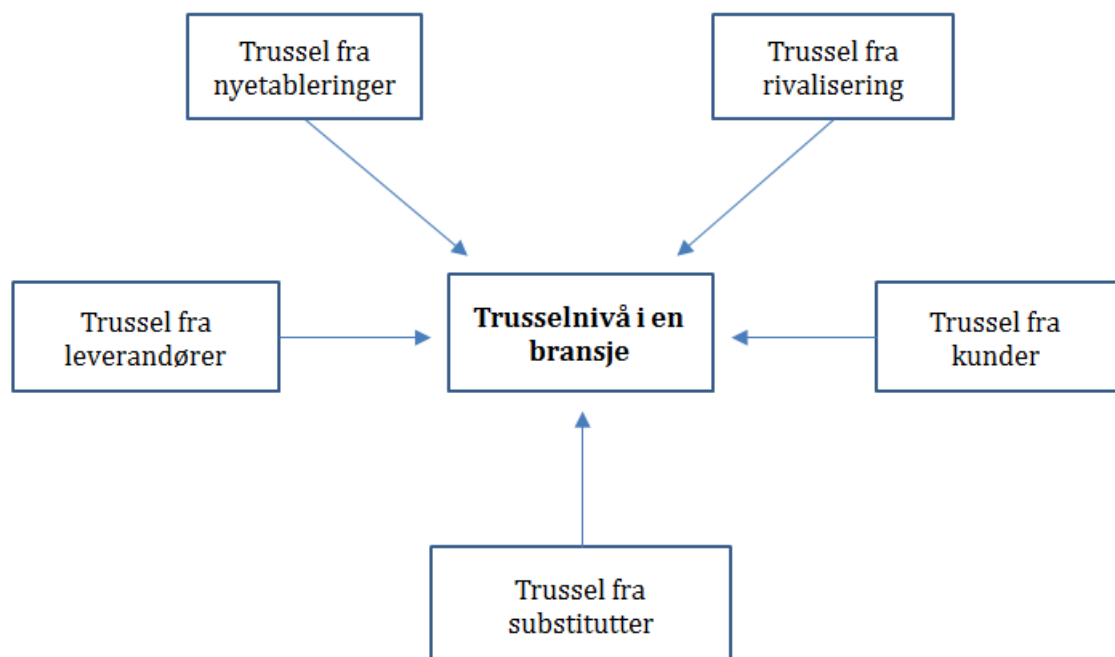 Trussel fra
nyetableringer
Trussel fra
rivalisering
Trussel fra
leverandører
Trusselnivå i en
bransje
Trussel fra
kunder
Trussel fra
substitutter